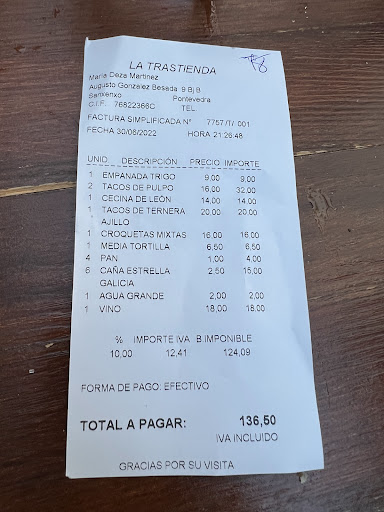 LA TRASTIENDA
Maria Deza Martinez
Augusto Gonzalez Besada 9 Bj B
Sanxenxo Pontevedra
C.I.F. 76822366C TEL
FACTURA SIMPLIFICADA Nº 7757 /T/ 001
FECHA 30/06/2022 HORA 21:26:48
UNID. DESCRIPCIÓN PRECIO IMPORTE
1 EMPANADA TRIGO 9,00 9,00
2 TACOS DE PULPO 16,00 32,00
1 CECINA DE LEÓN 14,00 14,00
1 TACOS DE TERNERA 20,00 20,00
AJILLO
1 CROQUETAS MIXTAS 16,00 16,00
1 MEDIA TORTILLA 6,50 6,50
4 PAN 1,00 4,00
6 CAÑA ESTRELLA 2,50 15,00
GALICIA
1 AGUA GRANDE 2,00 2,00
1 VINO 18,00 18,00
% IMPORTE IVA B.IMPONIBLE
10,00 12,41 124,09
FORMA DE PAGO: EFECTIVO
TOTAL A PAGAR: 136,50
IVA INCLUIDO
GRACIAS POR SU VISITA